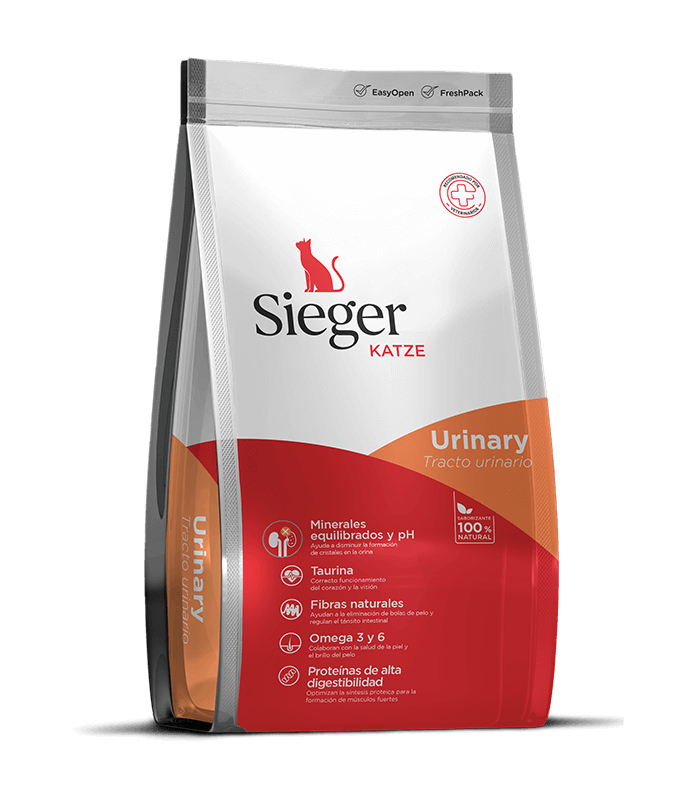 EasyOpen FreshPack
RECOMENDADO POR
VETERINARIOS
Sieger
KATZE
Urinary
Tracto urinario
SABORIZANTE
100%
NATURAL
Minerales
equilibrados y pH
Ayuda a disminuir la formación
de cristales en la orina
Taurina
Correcto funcionamiento
del corazón y la visión
Fibras naturales
Ayudan a la eliminación de bolas de pelo y
regulan el tránsito intestinal
Omega 3 y 6
Colaboran con la salud de la piel y
el brillo del pelo
Proteínas de alta
digestibilidad
Optimizan la síntesis proteica para la
formación de músculos fuertes
Urinary
Tracto urinario